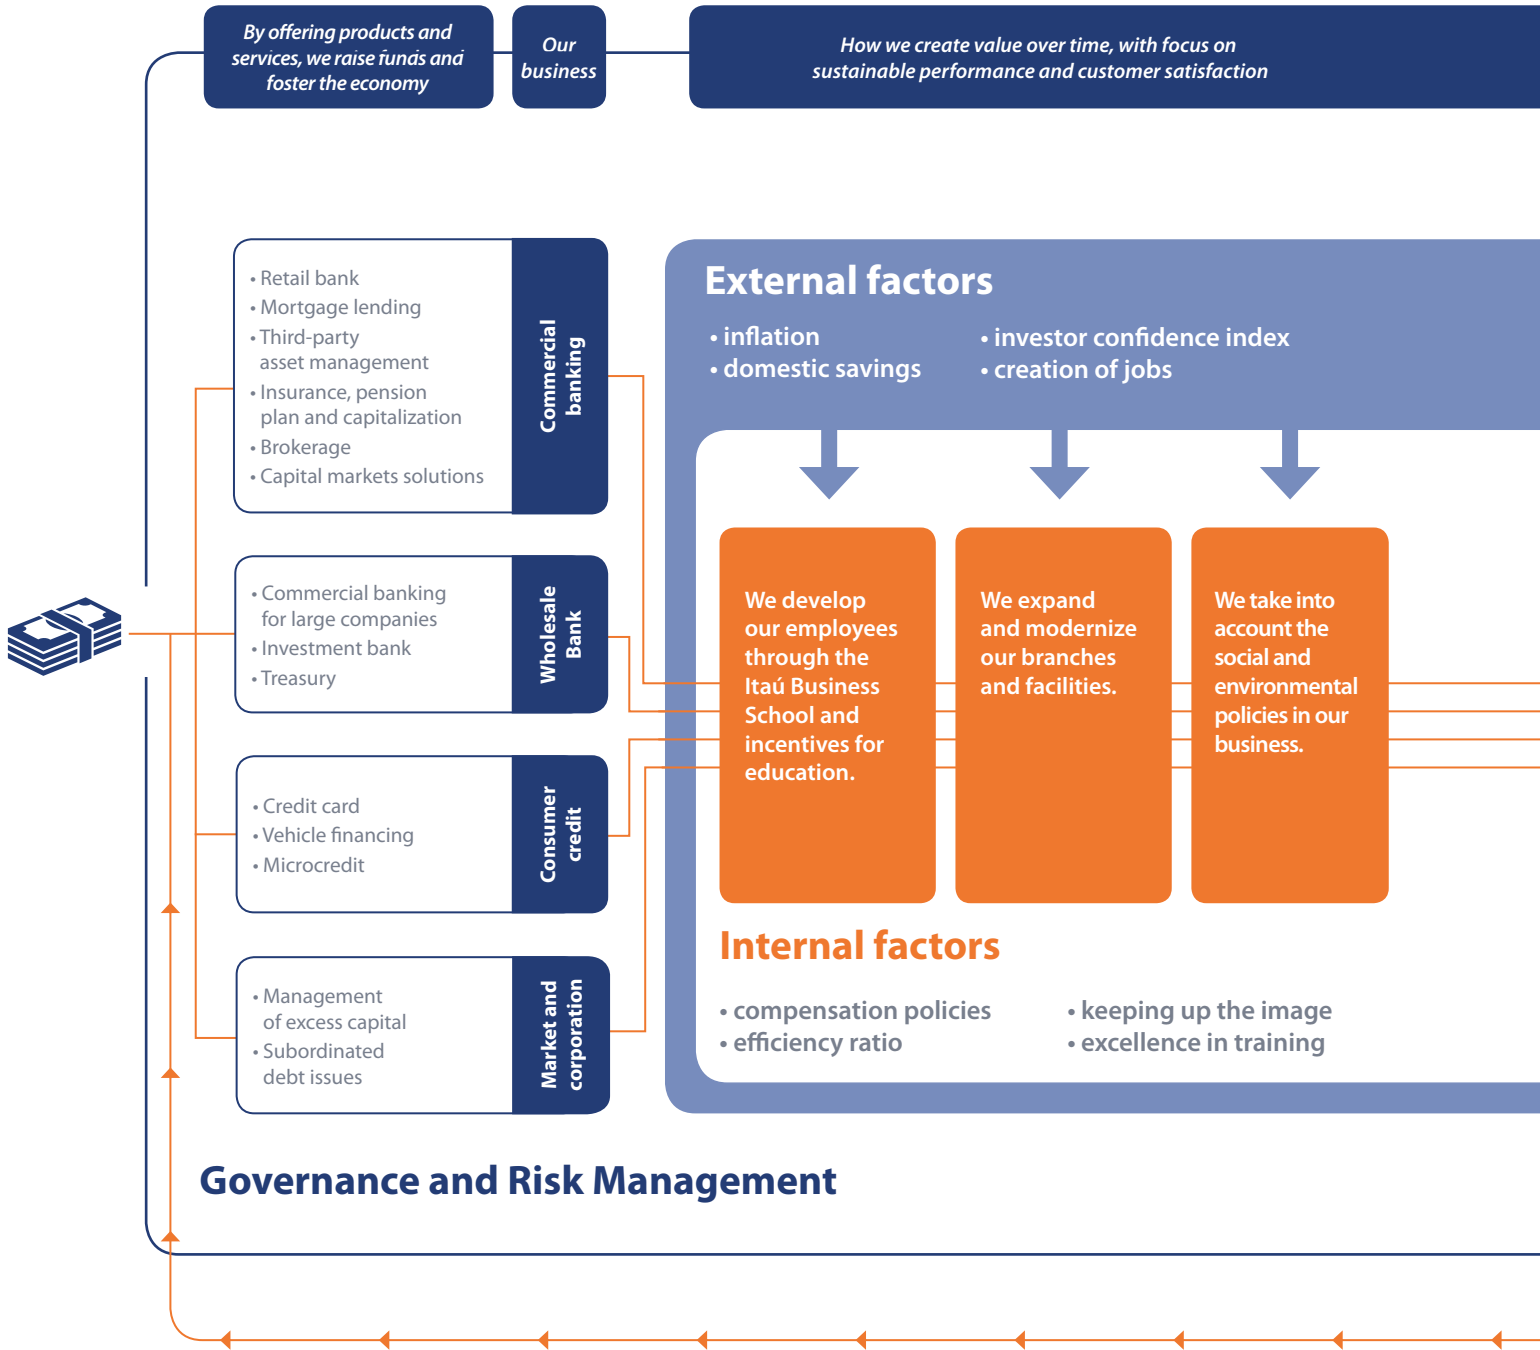 By offering products and
services, we raise funds and
foster the economy
Our
business
How we create value over time, with focus on
sustainable performance and customer satisfaction
• Retail bank
• Mortgage lending
• Third-party
asset management
• Insurance, pension
plan and capitalization
• Brokerage
• Capital markets solutions
Commercial
banking
• Commercial banking
for large companies
• Investment bank
• Treasury
Wholesale
Bank
• Credit card
• Vehicle financing
• Microcredit
Consumer
credit
• Management
of excess capital
• Subordinated
debt issues
Market and
corporation
External factors
• inflation
• domestic savings
• investor confidence index
• creation of jobs
We develop
our employees
through the
Itaú Business
School and
incentives for
education.
We expand
and modernize
our branches
and facilities.
We take into
account the
social and
environmental
policies in our
business.
Internal factors
• compensation policies
• efficiency ratio
• keeping up the image
• excellence in training
Governance and Risk Management